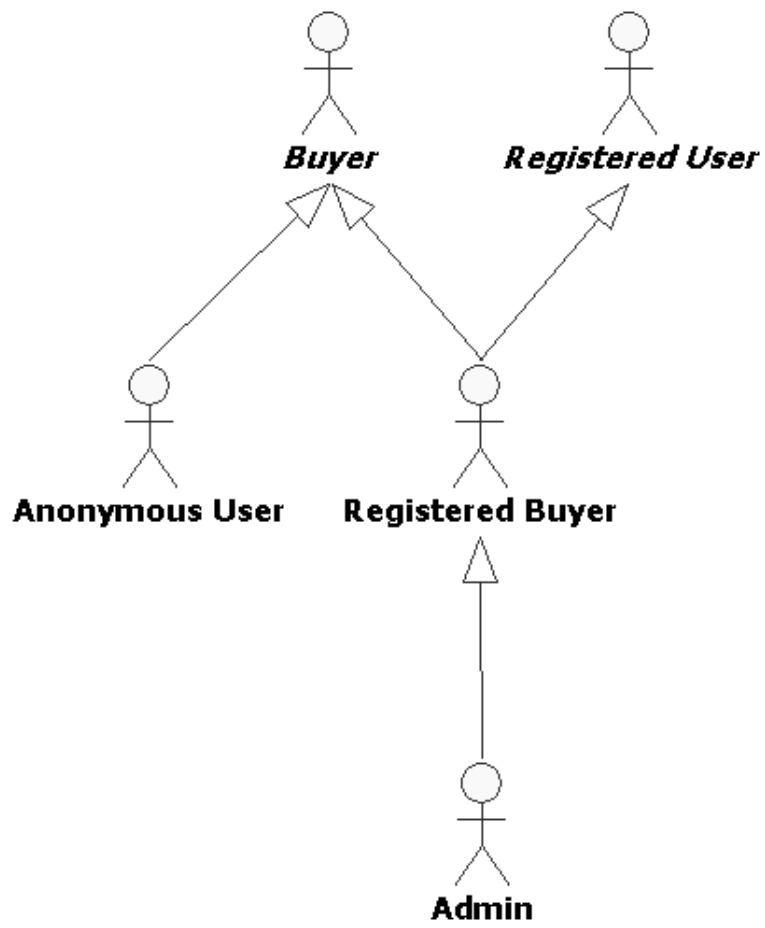 Buyer
Registered User
Anonymous User
Registered Buyer
Admin